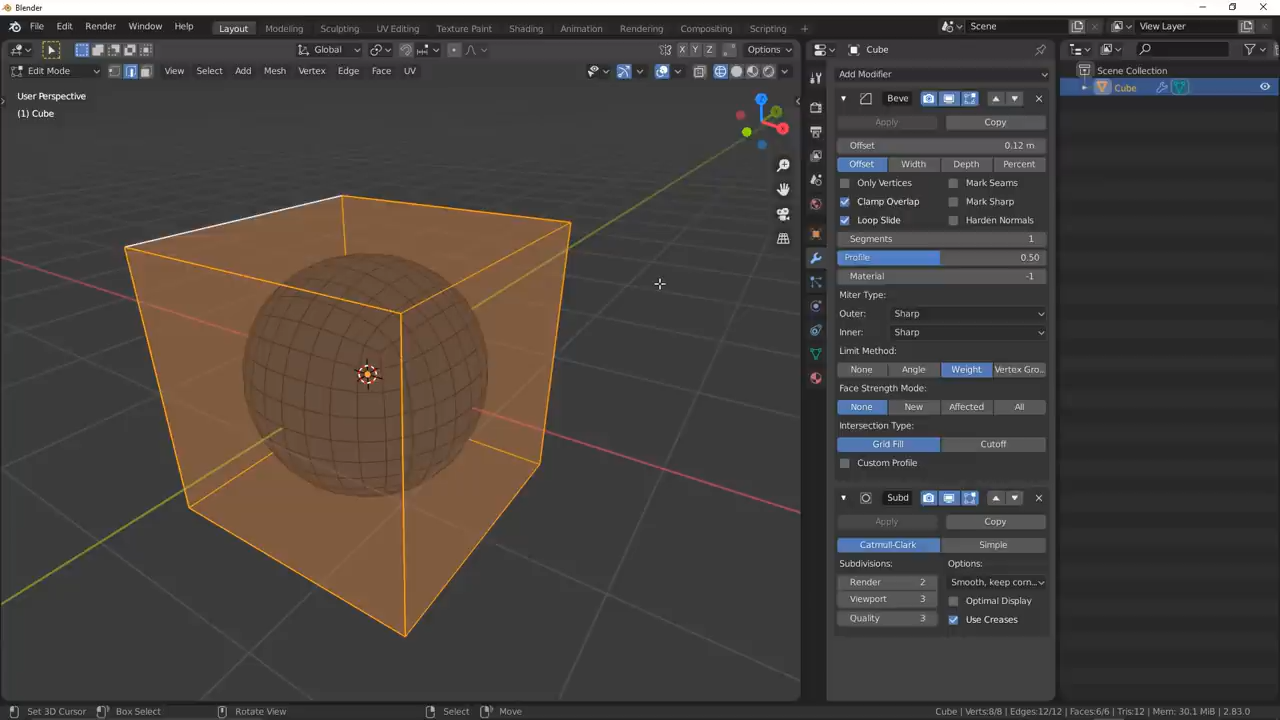 Blender
File Edit Render Window Help Layout Modeling Sculpting UV Editing Texture Paint Shading Animation Rendering Compositing Scripting + Scene View Layer
Global Options Cube
Edit Mode View Select Add Mesh Vertex Edge Face UV Add Modifier Scene Collection
User Perspective
(1) Cube
Cube
Beve
Apply Copy
Offset 0.12 m
Offset Width Depth Percent
Only Vertices Mark Seams
Clamp Overlap Mark Sharp
Loop Slide Harden Normals
Segments 1
Profile 0.50
Material -1
Miter Type:
Outer: Sharp
Inner: Sharp
Limit Method:
None Angle Weight Vertex Gro..
Face Strength Mode:
None New Affected All
Intersection Type:
Grid Fill Cutoff
Custom Profile
Subd
Apply Copy
Catmull-Clark Simple
Subdivisions: Options:
Render 2 Smooth, keep corn...
Viewport 3 Optimal Display
Quality 3 Use Creases
Set 3D Cursor Box Select Rotate View Select Move Cube | Verts:8/8 | Edges:12/12 | Faces:6/6 | Tris:12 | Mem: 30.1 MiB | 2.83.0
X Y Z